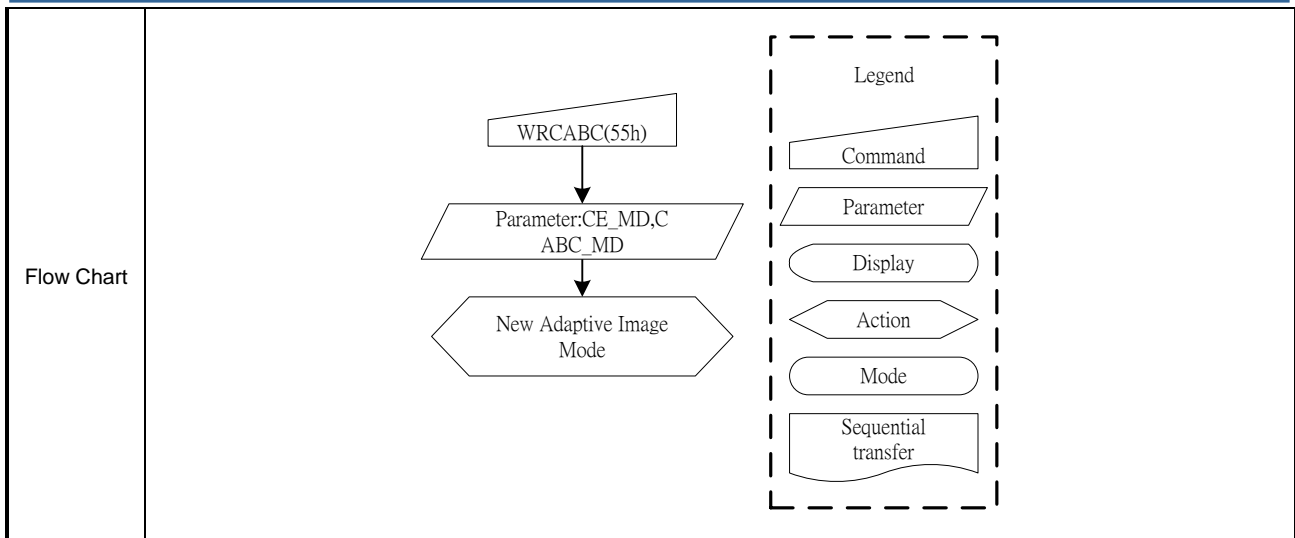 Flow Chart
WRCABC(55h)
Parameter:CE_MD,C
ABC_MD
New Adaptive Image
Mode
Legend
Command
Parameter
Display
Action
Mode
Sequential
transfer